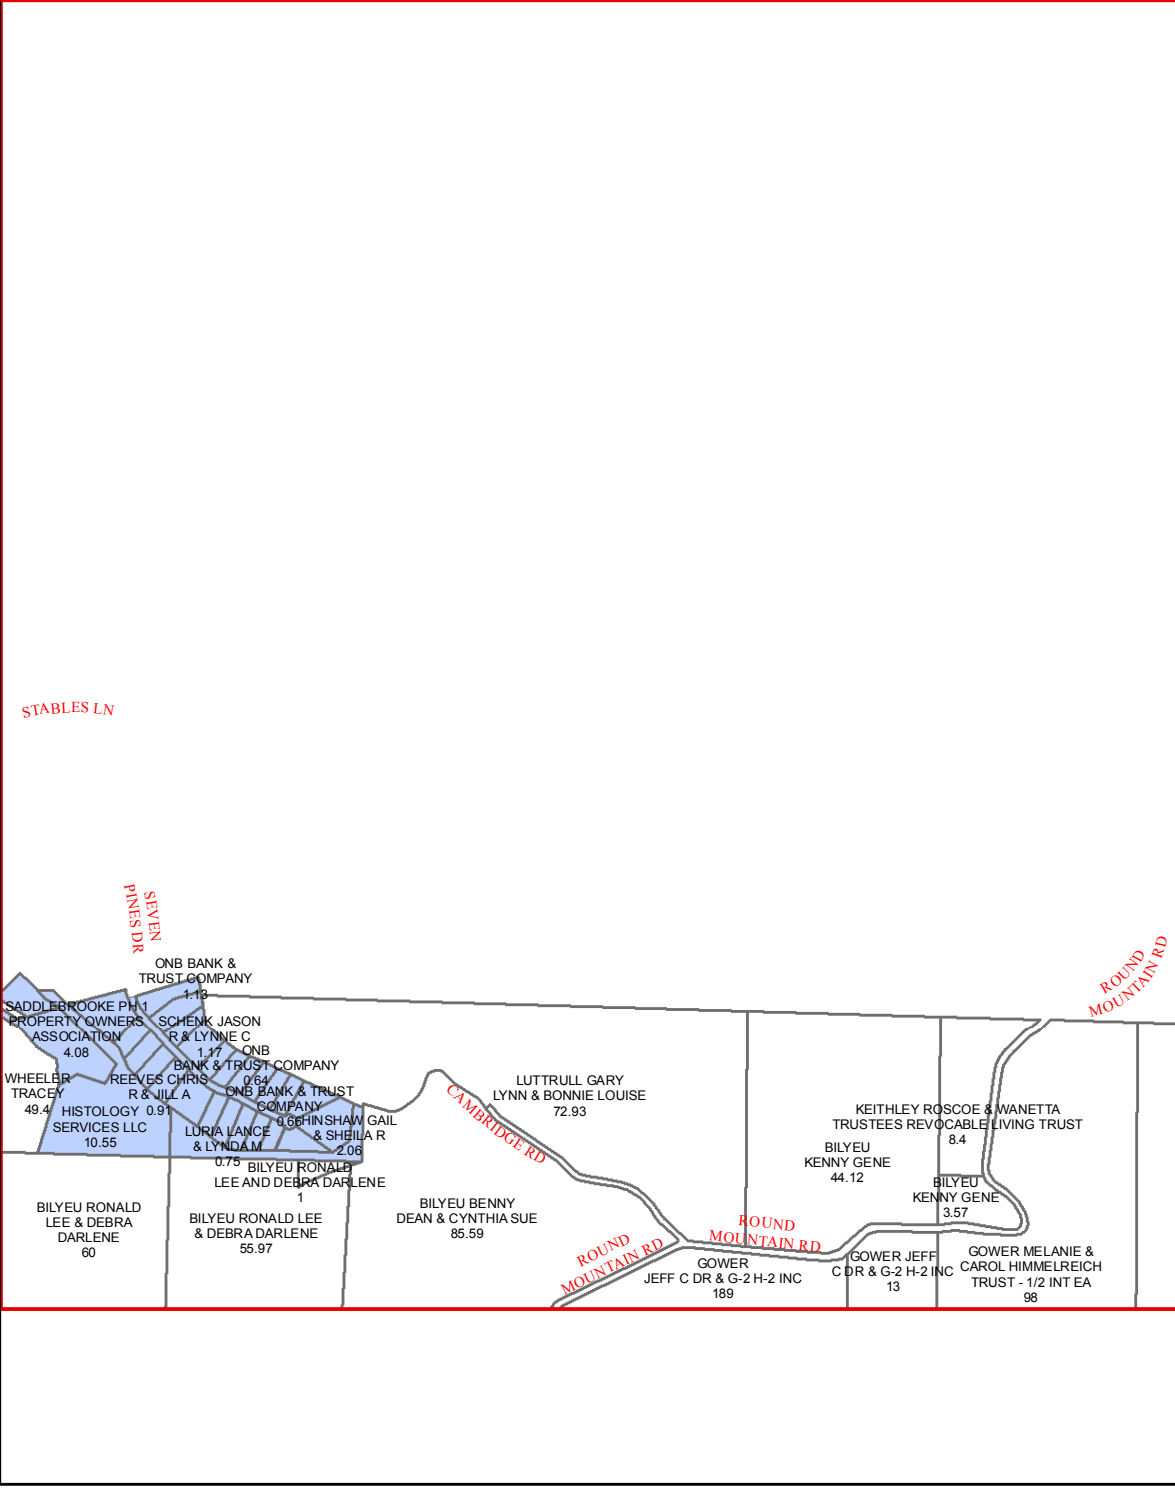 STABLES LN
SEVEN
PINES DR
ROUND
MOUNTAIN RD
ONB BANK &
TRUST COMPANY
1.13
SADDLEBROOKE PH 1
PROPERTY OWNERS
ASSOCIATION
4.08
SCHENK JASON
R & LYNNE C
1.17
ONB
BANK & TRUST COMPANY
0.64
WHEELER
TRACEY
49.4
REEVES CHRIS
R & JILL A
0.91
ONB BANK & TRUST
COMPANY
0.66
HISTOLOGY
SERVICES LLC
10.55
HINSHAW GAIL
& SHEILA R
2.06
LURIA LANCE
& LYNDA M
0.75
BILYEU RONALD
LEE AND DEBRA DARLENE
1
CAMBRIDGE RD
LUTTRULL GARY
LYNN & BONNIE LOUISE
72.93
KEITHLEY ROSCOE & WANETTA
TRUSTEES REVOCABLE LIVING TRUST
8.4
BILYEU
KENNY GENE
44.12
BILYEU
KENNY GENE
3.57
BILYEU RONALD
LEE & DEBRA
DARLENE
60
BILYEU RONALD LEE
& DEBRA DARLENE
55.97
BILYEU BENNY
DEAN & CYNTHIA SUE
85.59
ROUND
MOUNTAIN RD
ROUND
MOUNTAIN RD
GOWER
JEFF C DR & G-2 H-2 INC
189
GOWER JEFF
C DR & G-2 H-2 INC
13
GOWER MELANIE &
CAROL HIMMELREICH
TRUST - 1/2 INT EA
98